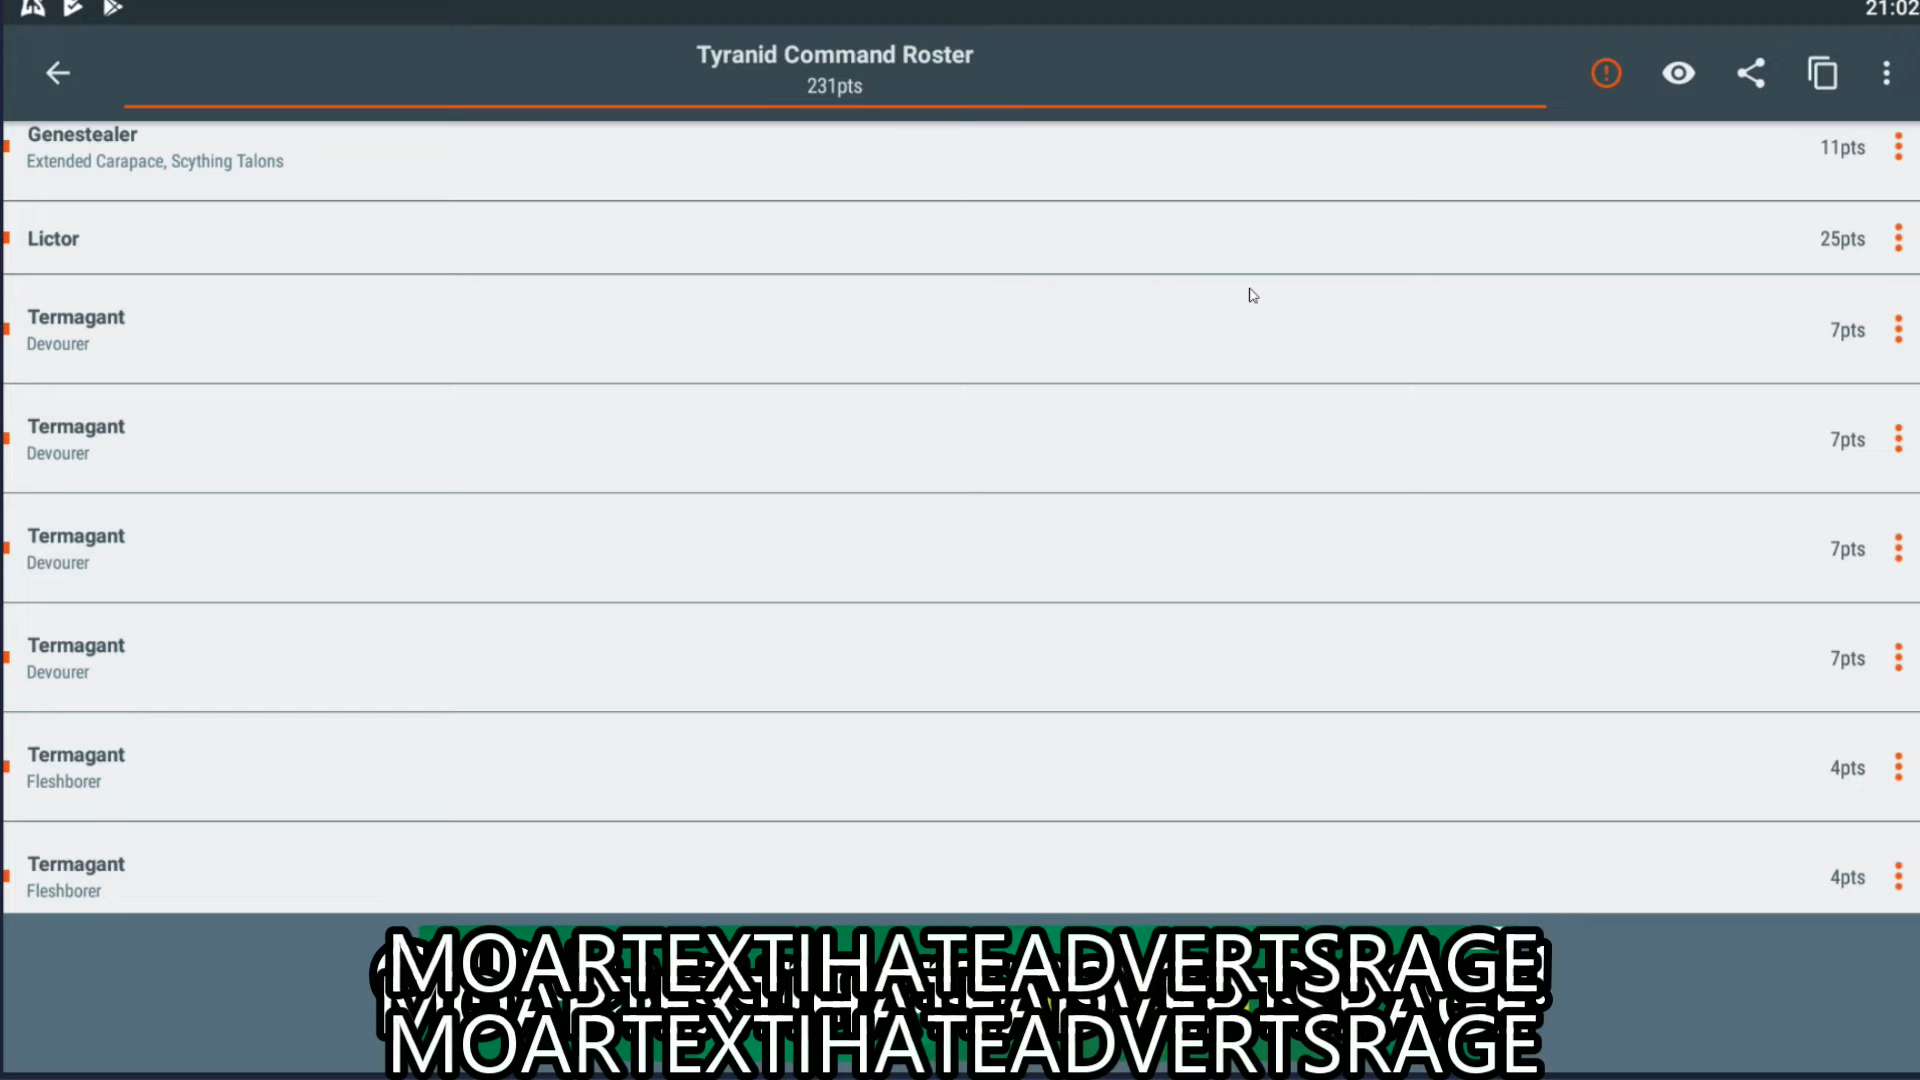 21:02
Tyranid Command Roster
231pts
Genestealer
Extended Carapace, Scything Talons
11pts
Lictor
25pts
Termagant
Devourer
7pts
Termagant
Devourer
7pts
Termagant
Devourer
7pts
Termagant
Devourer
7pts
Termagant
Fleshborer
4pts
Termagant
Fleshborer
4pts
MOARTEXTIHATEADVERTSRAGE
MOARTEXTIHATEADVERTSRAGE